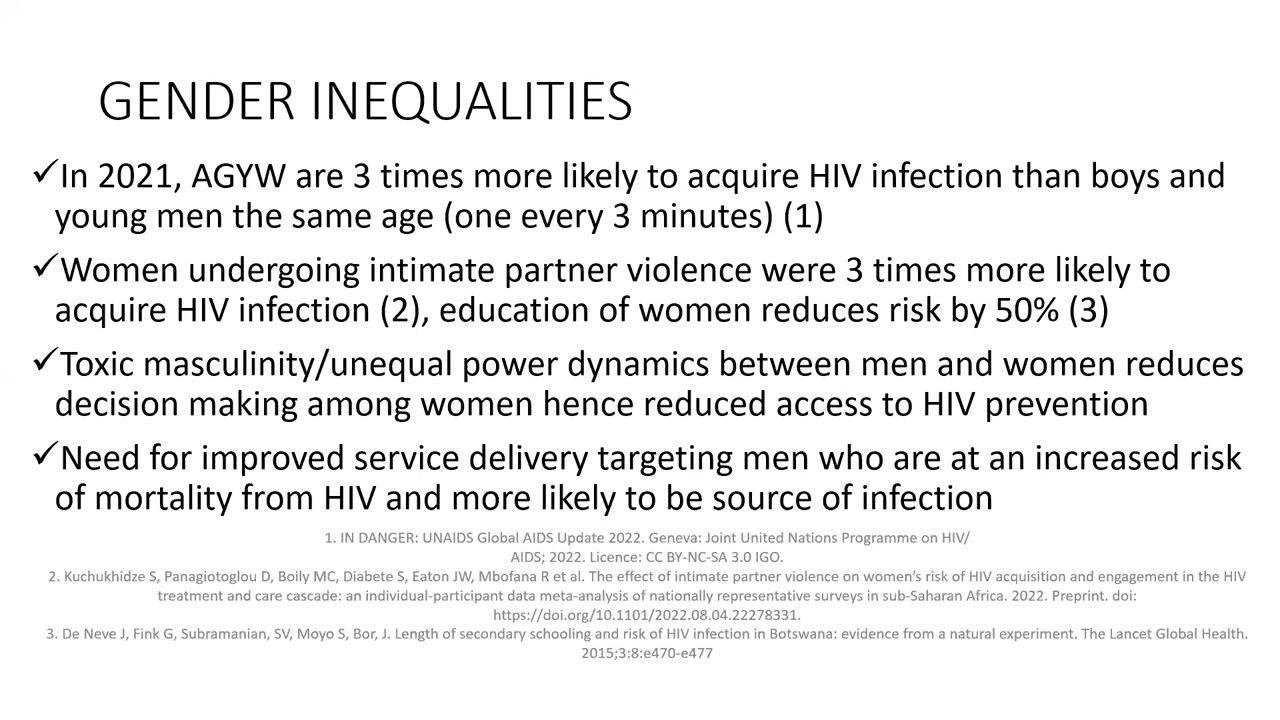 GENDER INEQUALITIES
✓In 2021, AGYW are 3 times more likely to acquire HIV infection than boys and
young men the same age (one every 3 minutes) (1)
✓Women undergoing intimate partner violence were 3 times more likely to
acquire HIV infection (2), education of women reduces risk by 50% (3)
✓Toxic masculinity/unequal power dynamics between men and women reduces
decision making among women hence reduced access to HIV prevention
✓Need for improved service delivery targeting men who are at an increased risk
of mortality from HIV and more likely to be source of infection
1. IN DANGER: UNAIDS Global AIDS Update 2022. Geneva: Joint United Nations Programme on HIV/
AIDS; 2022. Licence: CC BY-NC-SA 3.0 IGO.
2. Kuchukhidze S, Panagiotoglou D, Boily MC, Diabete S, Eaton JW, Mbofana R et al. The effect of intimate partner violence on women’s risk of HIV acquisition and engagement in the HIV
treatment and care cascade: an individual-participant data meta-analysis of nationally representative surveys in sub-Saharan Africa. 2022. Preprint. doi:
https://doi.org/10.1101/2022.08.04.22278331.
3. De Neve J, Fink G, Subramanian, SV, Moyo S, Bor, J. Length of secondary schooling and risk of HIV infection in Botswana: evidence from a natural experiment. The Lancet Global Health.
2015;3:8:e470-e477